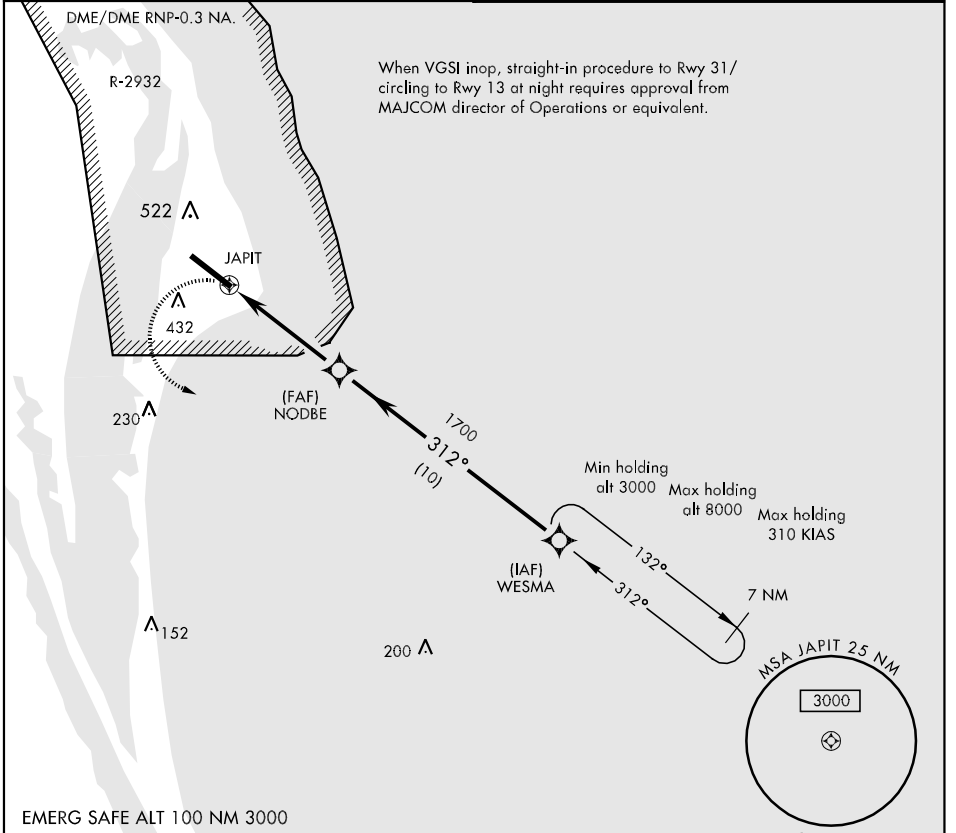 DME/DME RNP-0.3 NA.
R-2932
When VGSI inop, straight-in procedure to Rwy 31/
circling to Rwy 13 at night requires approval from
MAJCOM director of Operations or equivalent.
522
JAPIT
432
(FAF)
NODBE
230
1700
312°
(10)
Min holding
alt 3000
Max holding
alt 8000
Max holding
310 KIAS
(IAF)
WESMA
132°
312°
7 NM
152
200
MSA JAPIT 25 NM
3000
EMERG SAFE ALT 100 NM 3000